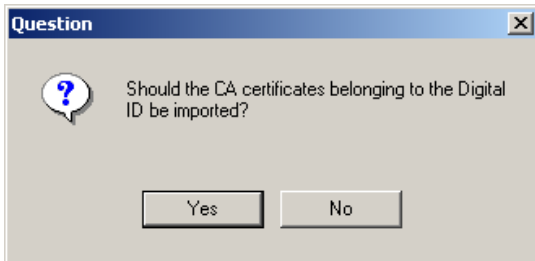 Question
Should the CA certificates belonging to the Digital
ID be imported?
Yes
No